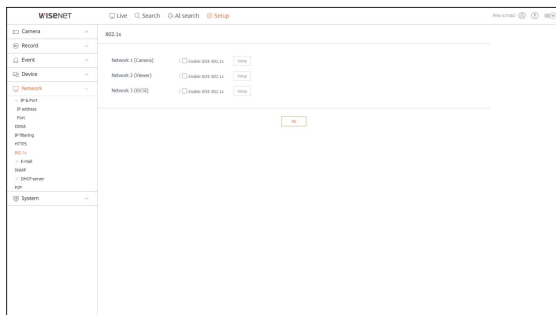 WISENET Live Search AI search Setup
Camera
802.1x
Record
Event
Network 1 (Camera) : Enable IEEE 802.1x Setup
Device
Network 2 (Viewer) : Enable IEEE 802.1x Setup
Network
Network 3 (iSCSI) : Enable IEEE 802.1x Setup
IP & Port
IP address
Port
DDNS
IP filtering
HTTPS
802.1x
E-mail
SNMP
DHCP server
P2P
System